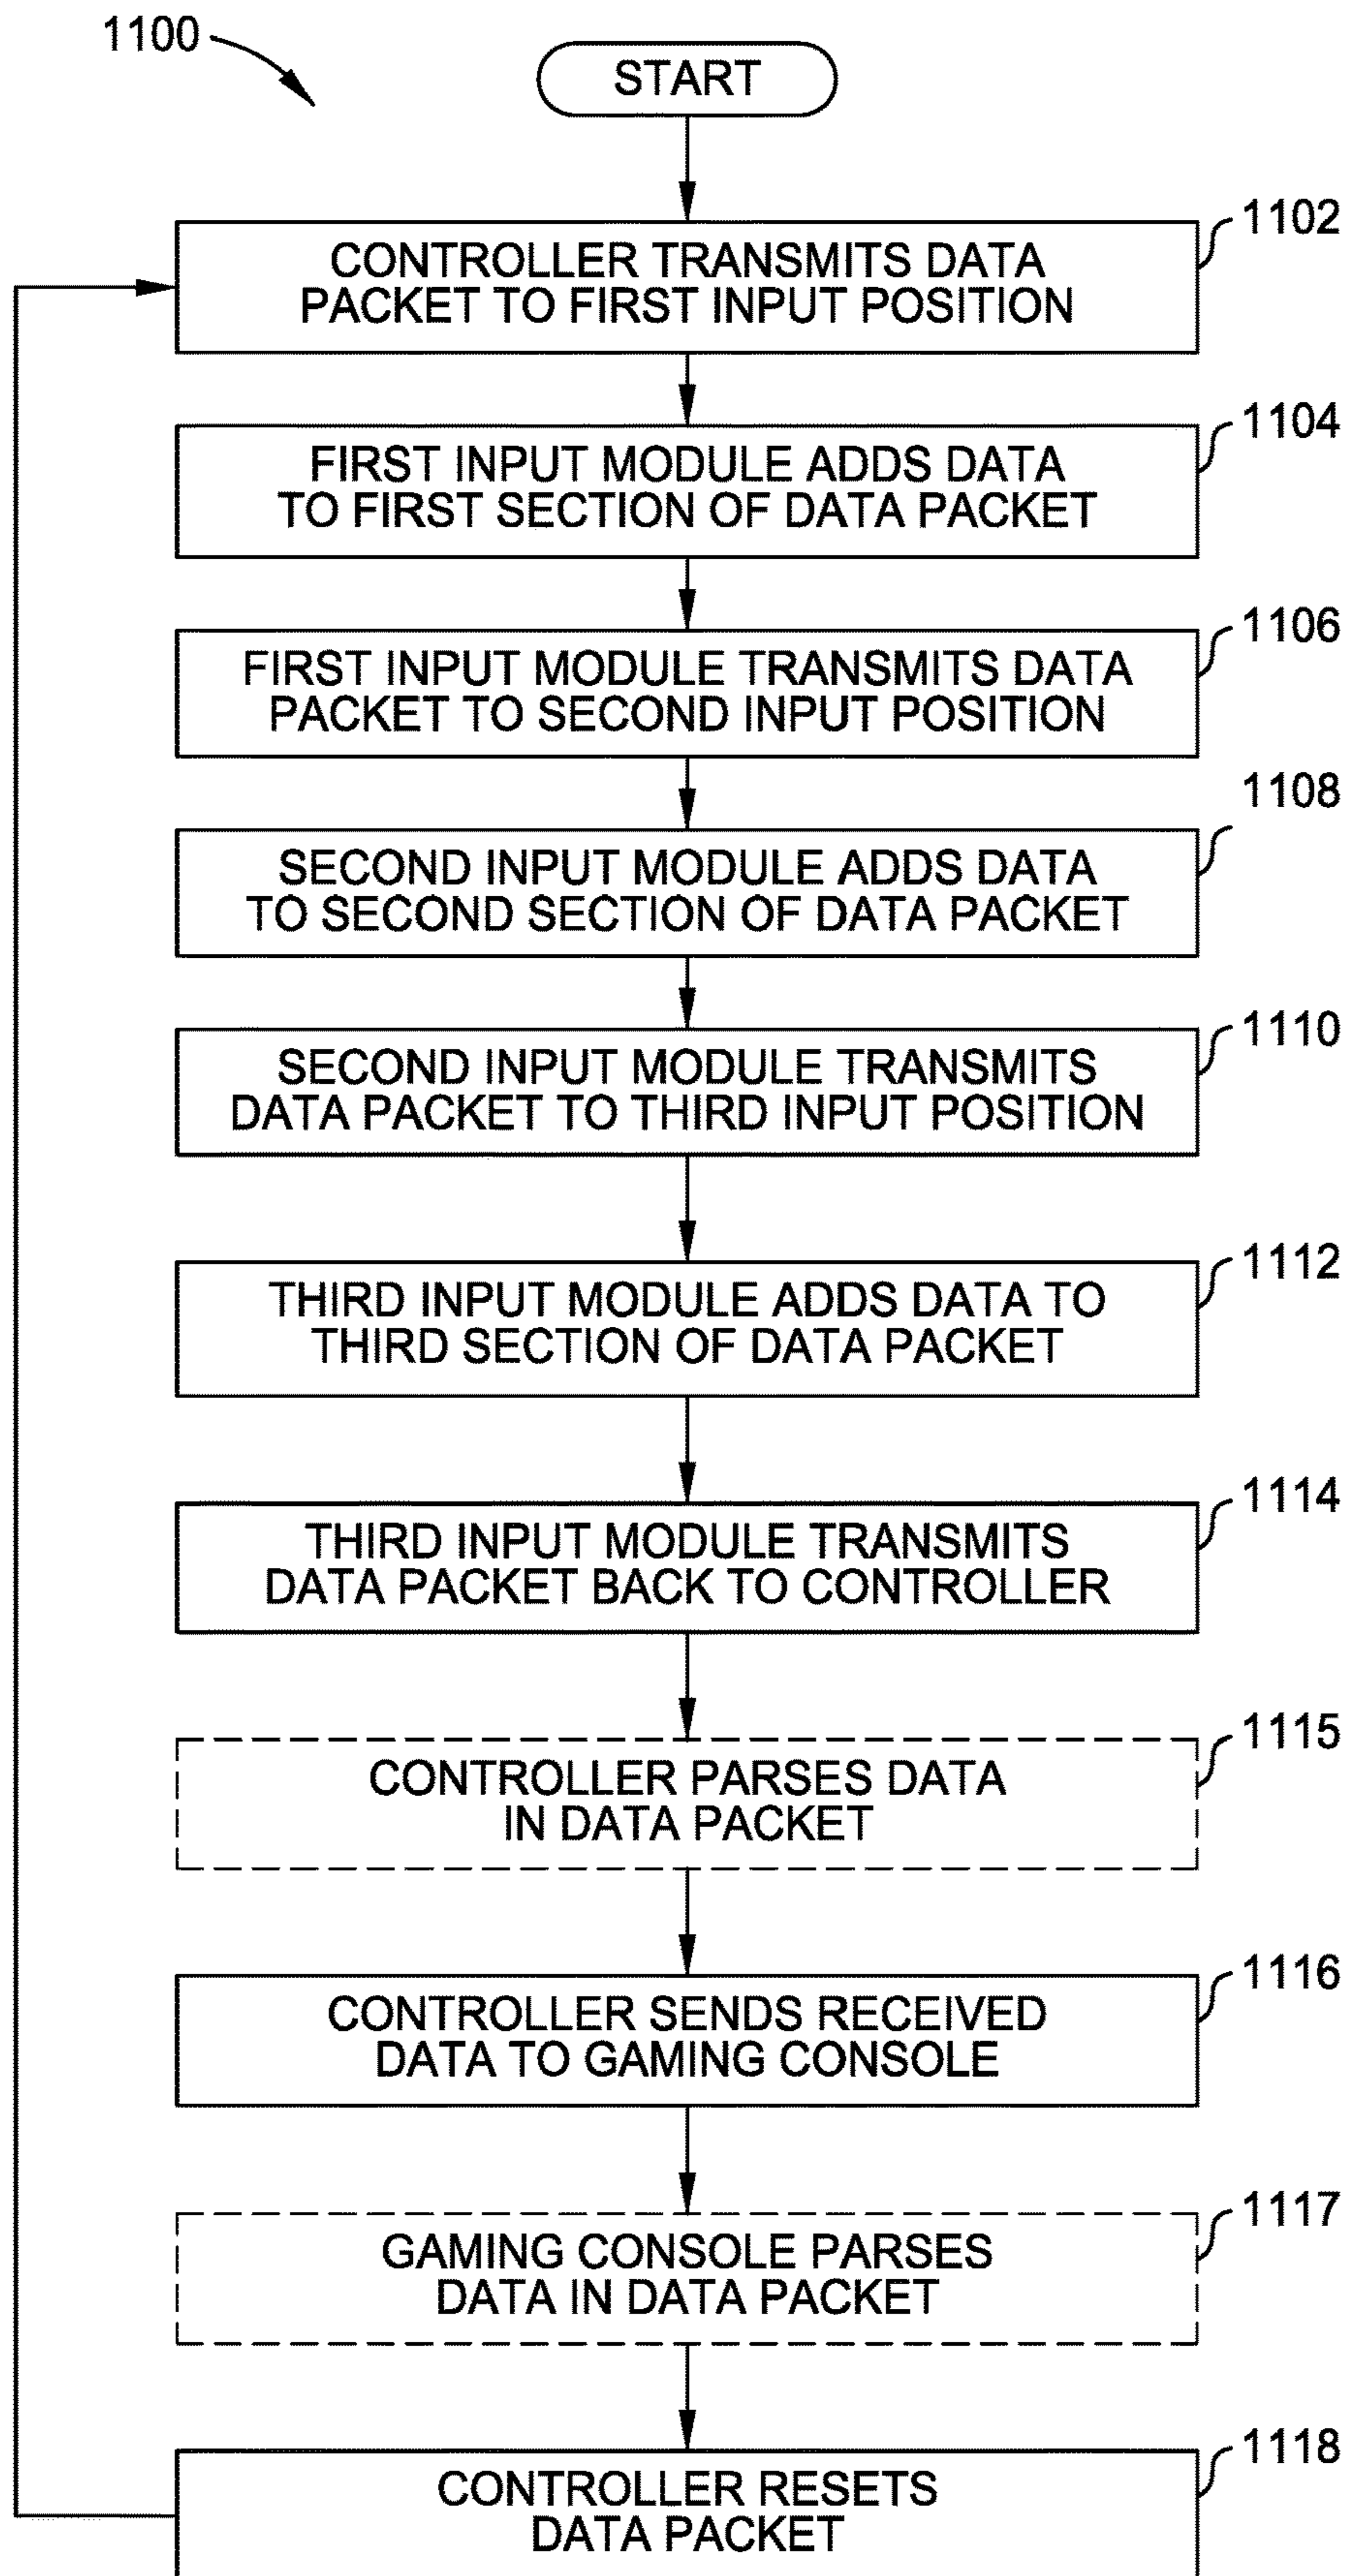 1100
START
1102
CONTROLLER TRANSMITS DATA
PACKET TO FIRST INPUT POSITION
1104
FIRST INPUT MODULE ADDS DATA
TO FIRST SECTION OF DATA PACKET
1106
FIRST INPUT MODULE TRANSMITS DATA
PACKET TO SECOND INPUT POSITION
1108
SECOND INPUT MODULE ADDS DATA
TO SECOND SECTION OF DATA PACKET
1110
SECOND INPUT MODULE TRANSMITS
DATA PACKET TO THIRD INPUT POSITION
1112
THIRD INPUT MODULE ADDS DATA TO
THIRD SECTION OF DATA PACKET
1114
THIRD INPUT MODULE TRANSMITS
DATA PACKET BACK TO CONTROLLER
1115
CONTROLLER PARSES DATA
IN DATA PACKET
1116
CONTROLLER SENDS RECEIVED
DATA TO GAMING CONSOLE
1117
GAMING CONSOLE PARSES
DATA IN DATA PACKET
1118
CONTROLLER RESETS
DATA PACKET